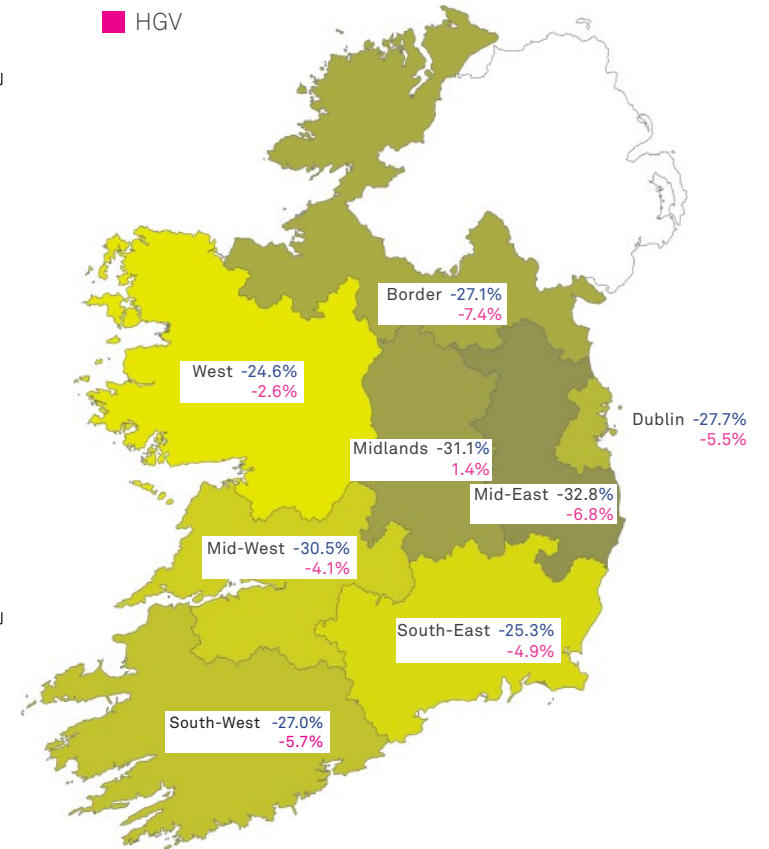 HGV
Border -27.1%
-7.4%
West -24.6%
-2.6%
Dublin -27.7%
-5.5%
Midlands -31.1%
1.4%
Mid-East -32.8%
-6.8%
Mid-West -30.5%
-4.1%
South-East -25.3%
-4.9%
South-West -27.0%
-5.7%